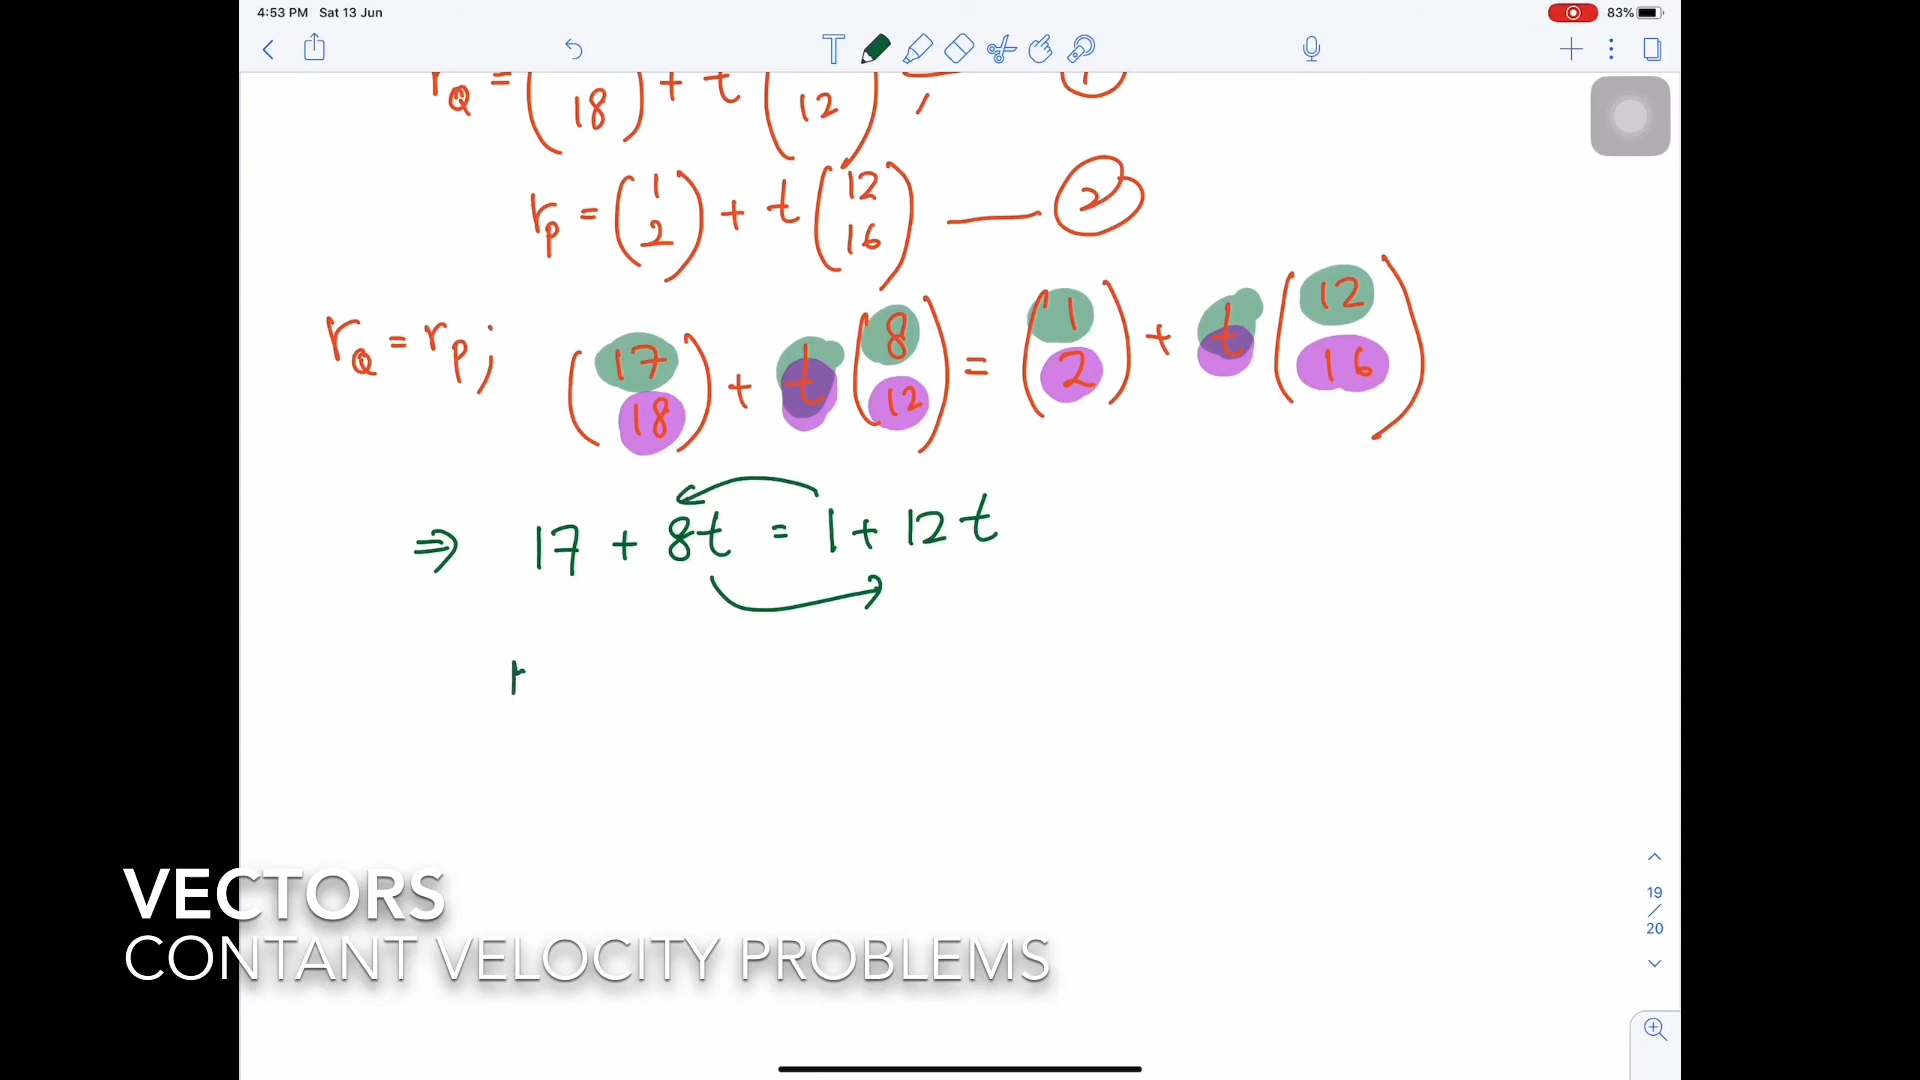 4:53 PM Sat 13 Jun
83%
r_Q = ( 18 ) + t ( 12 ) , —
r_p = ( 1 2 ) + t ( 12 16 ) —— 2
r_Q = r_p ; ( 17 18 ) + t ( 8 12 ) = ( 1 2 ) + t ( 12 16 )
⇒ 17 + 8t = 1 + 12t
VECTORS
CONTANT VELOCITY PROBLEMS
19
/
20